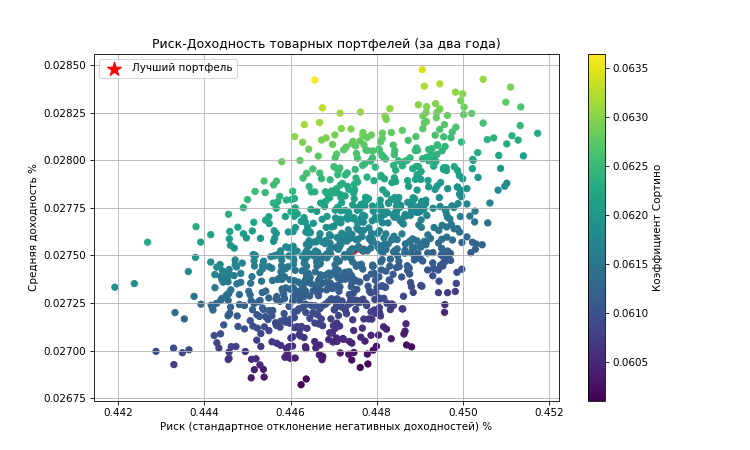 Риск-Доходность товарных портфелей (за два года)
Лучший портфель
Средняя доходность %
0.02850
0.02825
0.02800
0.02775
0.02750
0.02725
0.02700
0.02675
0.442 0.444 0.446 0.448 0.450 0.452
Риск (стандартное отклонение негативных доходностей) %
0.0635
0.0630
0.0625
0.0620
0.0615
0.0610
0.0605
Коэффициент Сортино